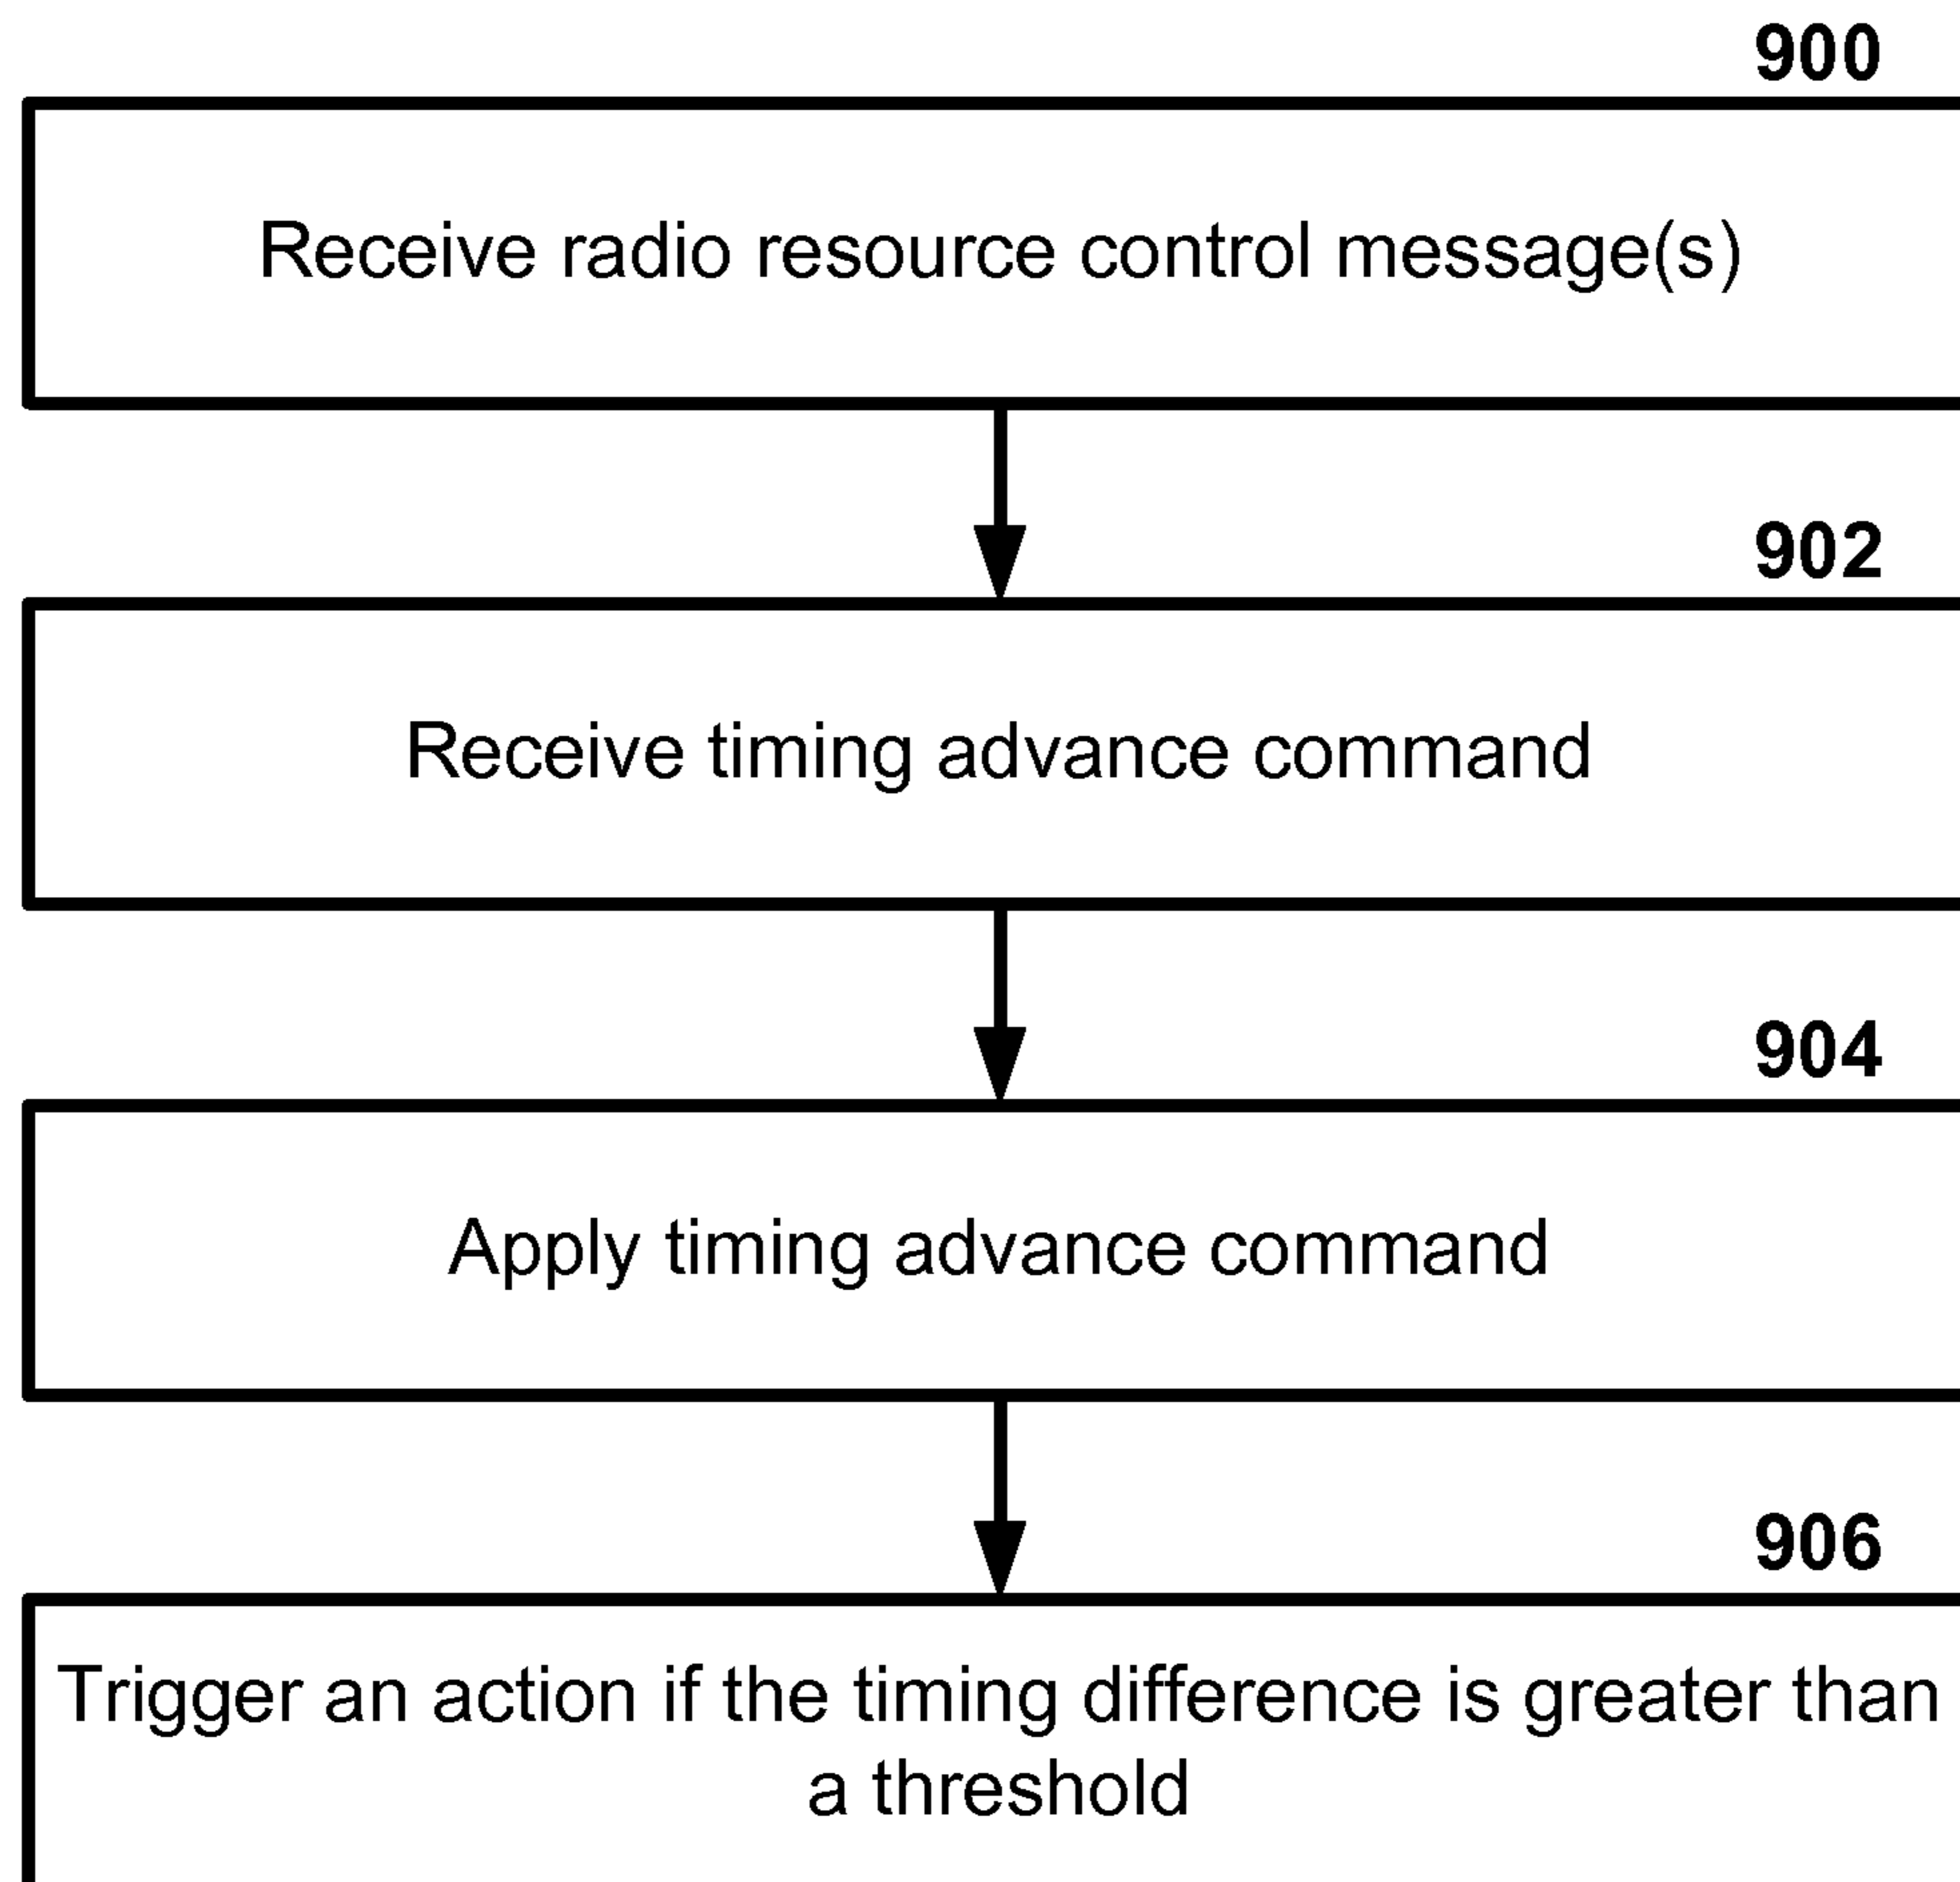 900
Receive radio resource control message(s)
902
Receive timing advance command
904
Apply timing advance command
906
Trigger an action if the timing difference is greater than
a threshold